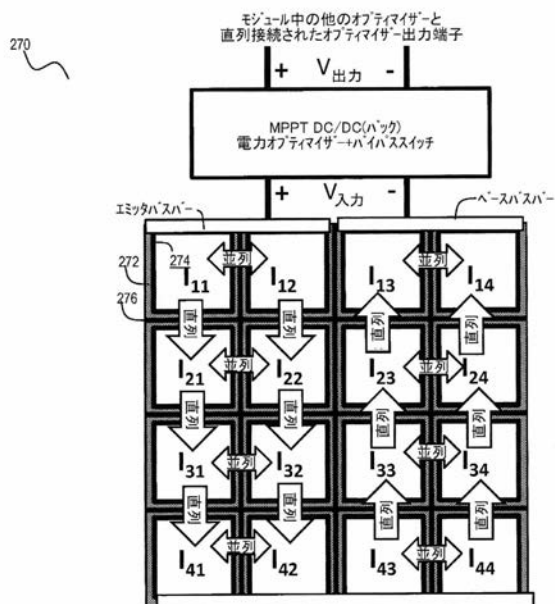 270
モジュール中の他のオプティマイザーと
直列接続されたオプティマイザー出力端子
+ V出力 -
MPPT DC/DC(バック)
電力オプティマイザー+バイパススイッチ
+ V入力 -
エミッタバスバー
ベースバスバー
272 274
I11 並列 I12 I13 並列 I14
276
直列 直列 直列 直列
I21 並列 I22 I23 並列 I24
直列 直列 直列 直列
I31 並列 I32 I33 並列 I34
直列 直列 直列 直列
I41 並列 I42 I43 並列 I44